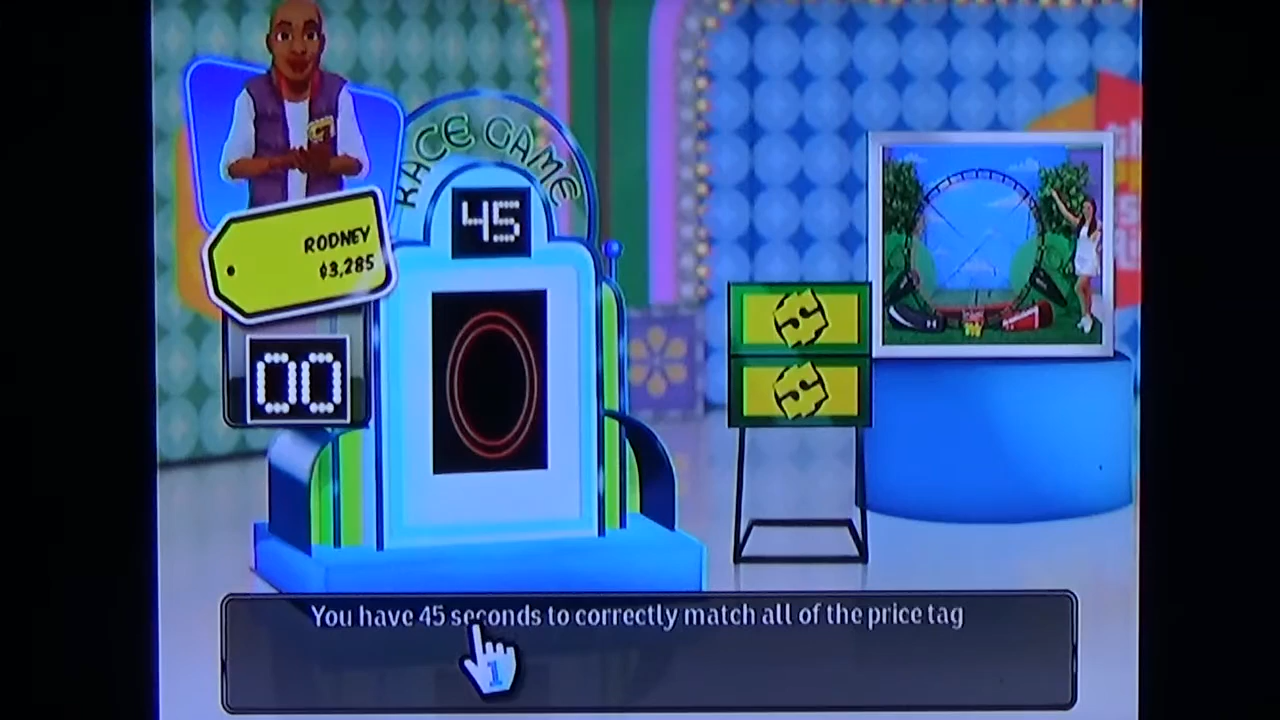 RACE GAME
45
RODNEY
$3,285
00
You have 45 seconds to correctly match all of the price tag
1